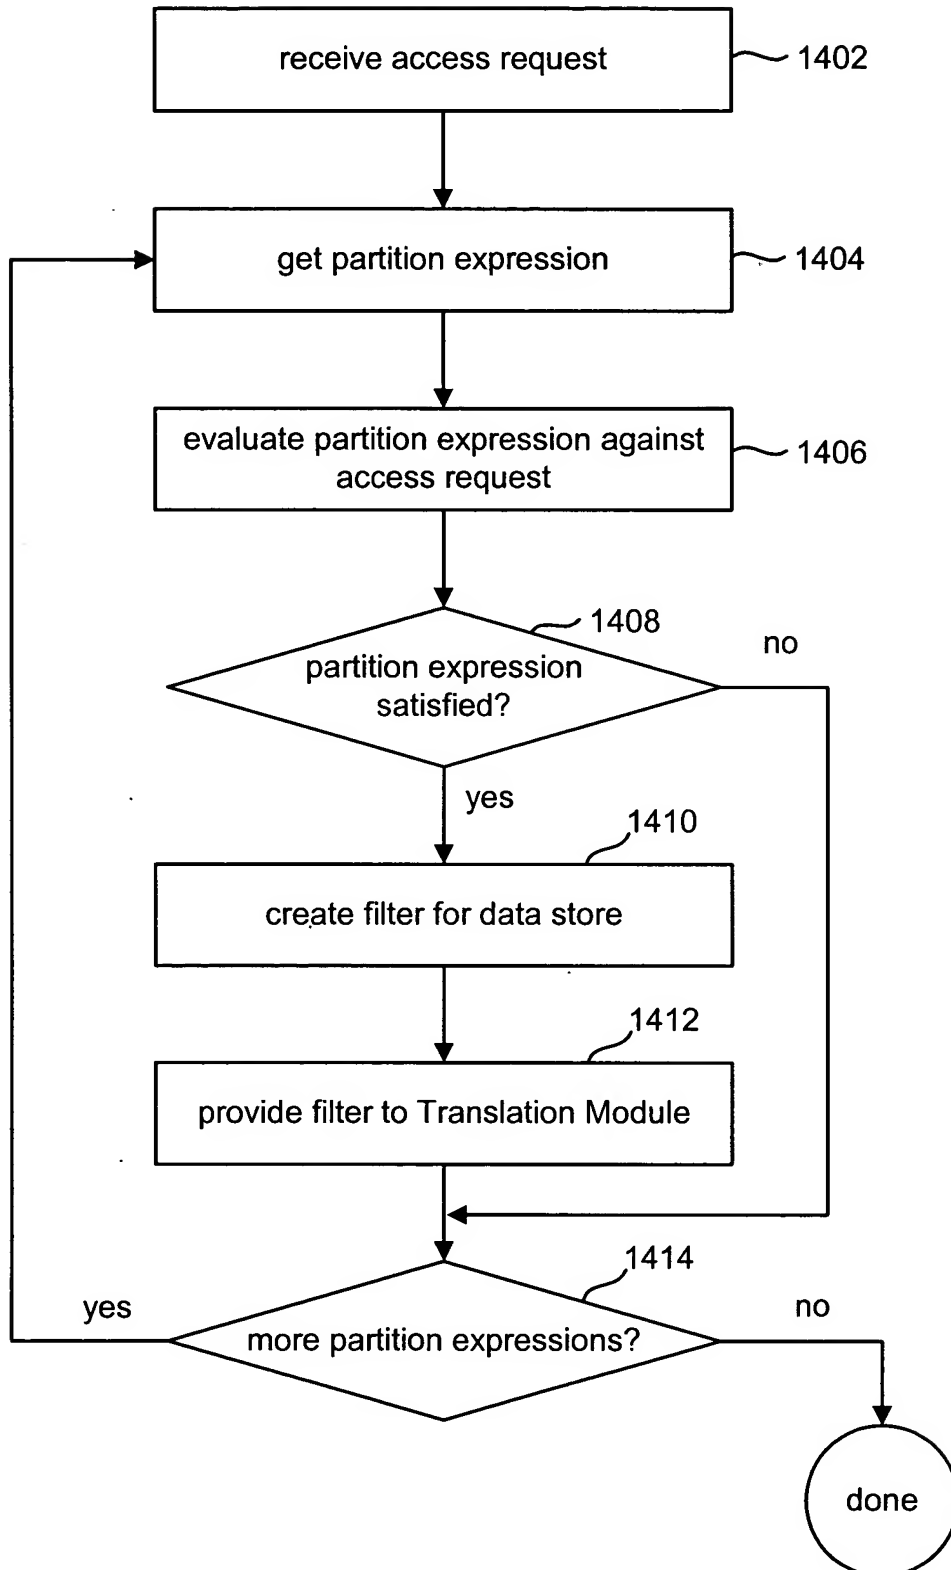 receive access request
1402
get partition expression
1404
evaluate partition expression against
access request
1406
1408
no
partition expression
satisfied?
yes
1410
create filter for data store
1412
provide filter to Translation Module
1414
yes
no
more partition expressions?
done